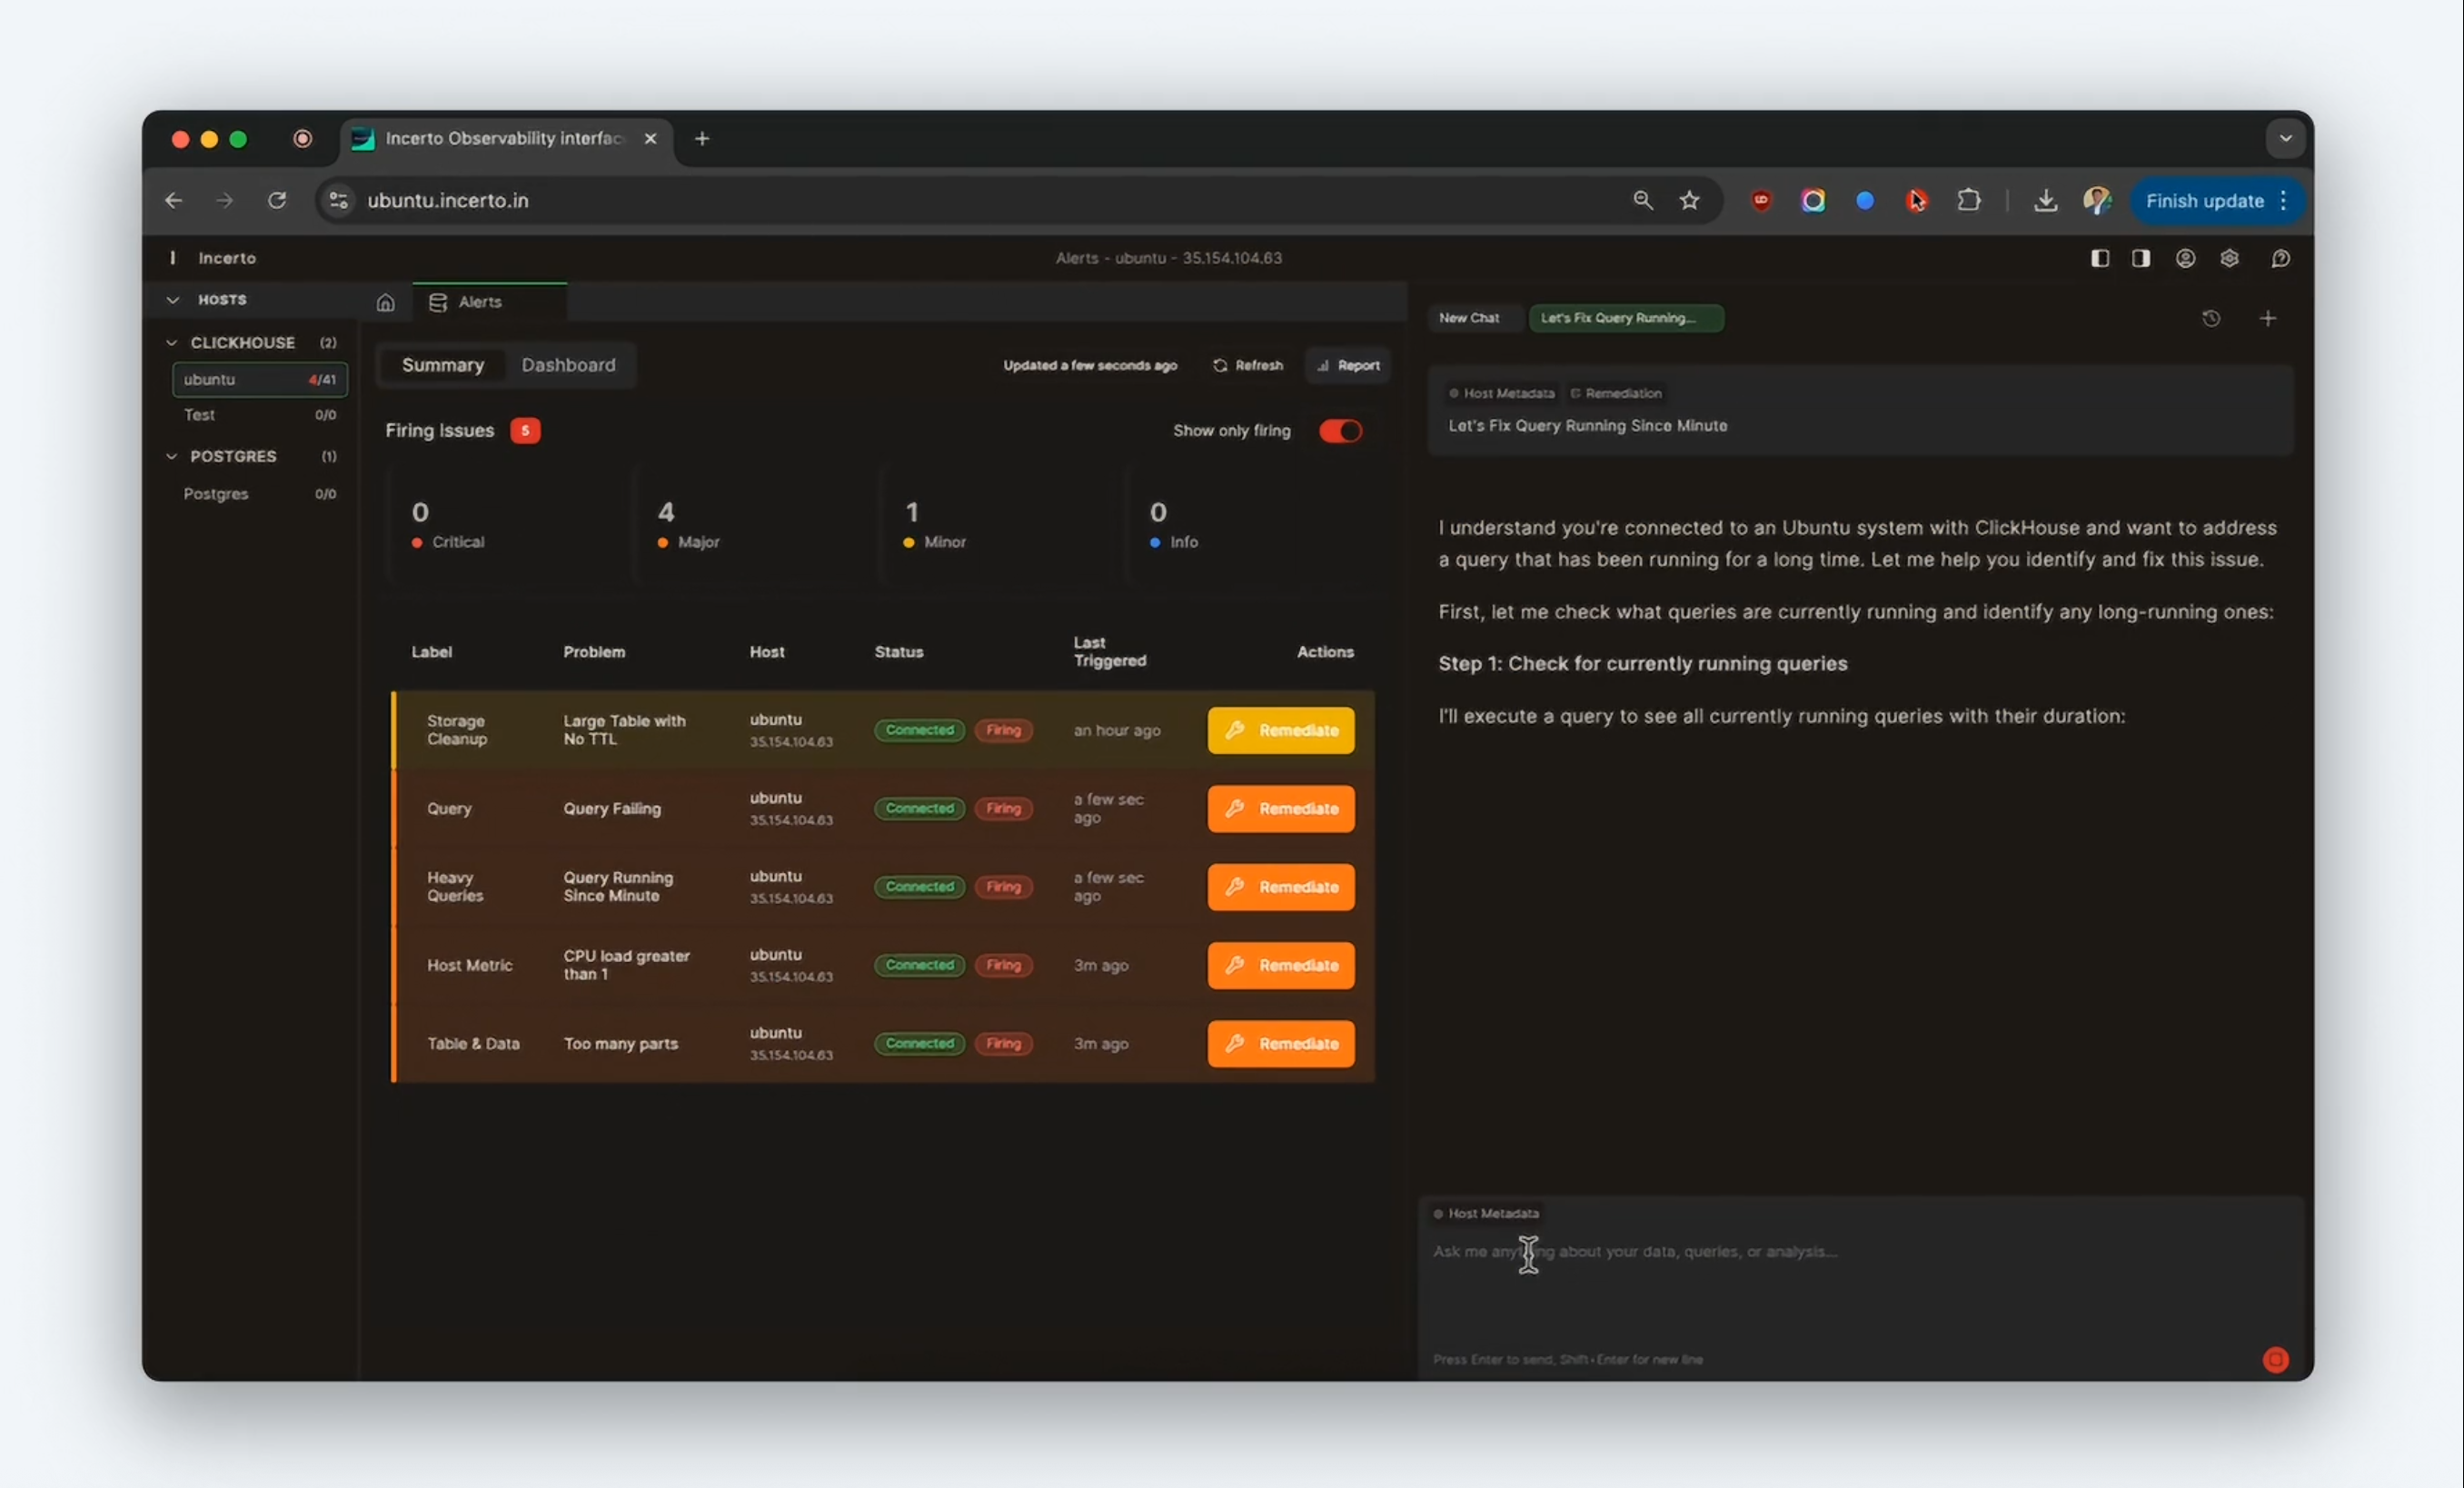 Incerto Observability interfac
ubuntu.incerto.in
Finish update
Incerto
Alerts - ubuntu - 35.154.104.63
HOSTS
CLICKHOUSE (2)
ubuntu 4/41
Test 0/0
POSTGRES (1)
Postgres 0/0
Alerts
Summary Dashboard
Updated a few seconds ago Refresh Report
Firing Issues 5
Show only firing
0 4 1 0
Critical Major Minor Info
Label Problem Host Status Last Triggered Actions
Storage Cleanup Large Table with No TTL ubuntu 35.154.104.63 Connected Firing an hour ago Remediate
Query Query Failing ubuntu 35.154.104.63 Connected Firing a few sec ago Remediate
Heavy Queries Query Running Since Minute ubuntu 35.154.104.63 Connected Firing a few sec ago Remediate
Host Metric CPU load greater than 1 ubuntu 35.154.104.63 Connected Firing 3m ago Remediate
Table & Data Too many parts ubuntu 35.154.104.63 Connected Firing 3m ago Remediate
New Chat Let's Fix Query Running...
Host Metadata Remediation
Let's Fix Query Running Since Minute
I understand you're connected to an Ubuntu system with ClickHouse and want to address
a query that has been running for a long time. Let me help you identify and fix this issue.
First, let me check what queries are currently running and identify any long-running ones:
Step 1: Check for currently running queries
I'll execute a query to see all currently running queries with their duration:
Host Metadata
Ask me anything about your data, queries, or analysis...
Press Enter to send, Shift+Enter for new line